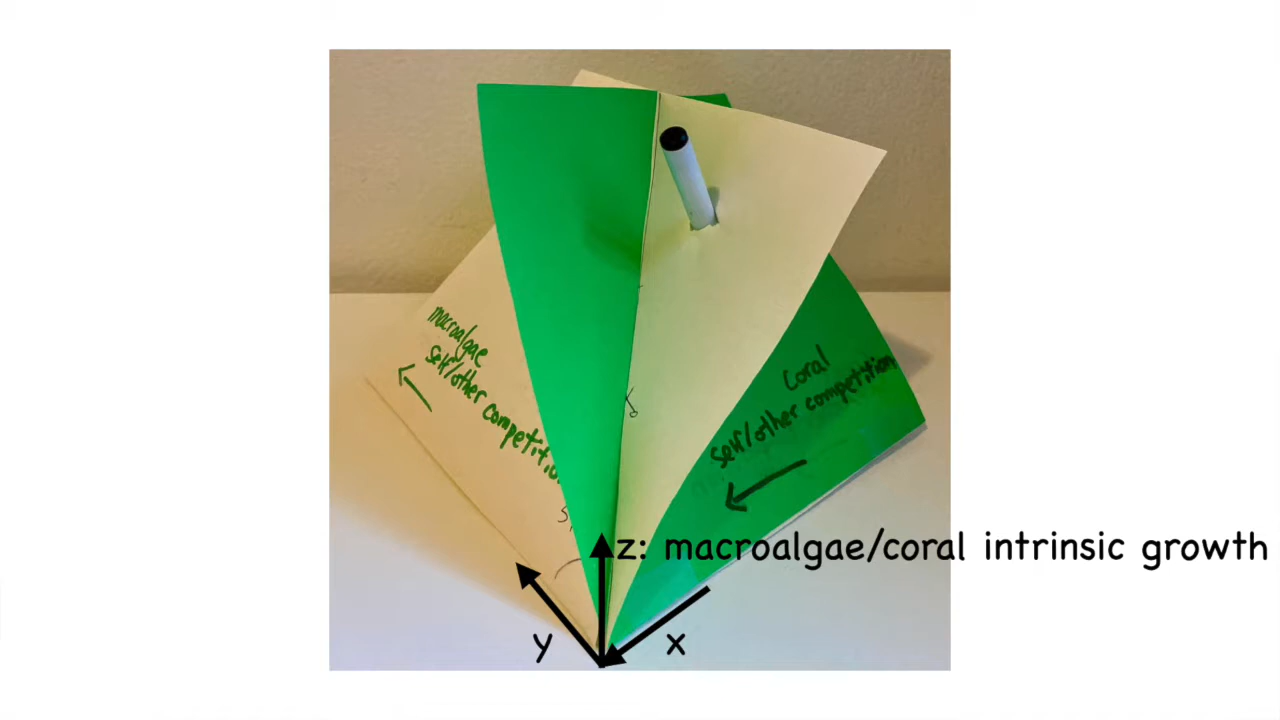 macroalgae
self/other competition
Coral
self/other competition
z: macroalgae/coral intrinsic growth
y
x